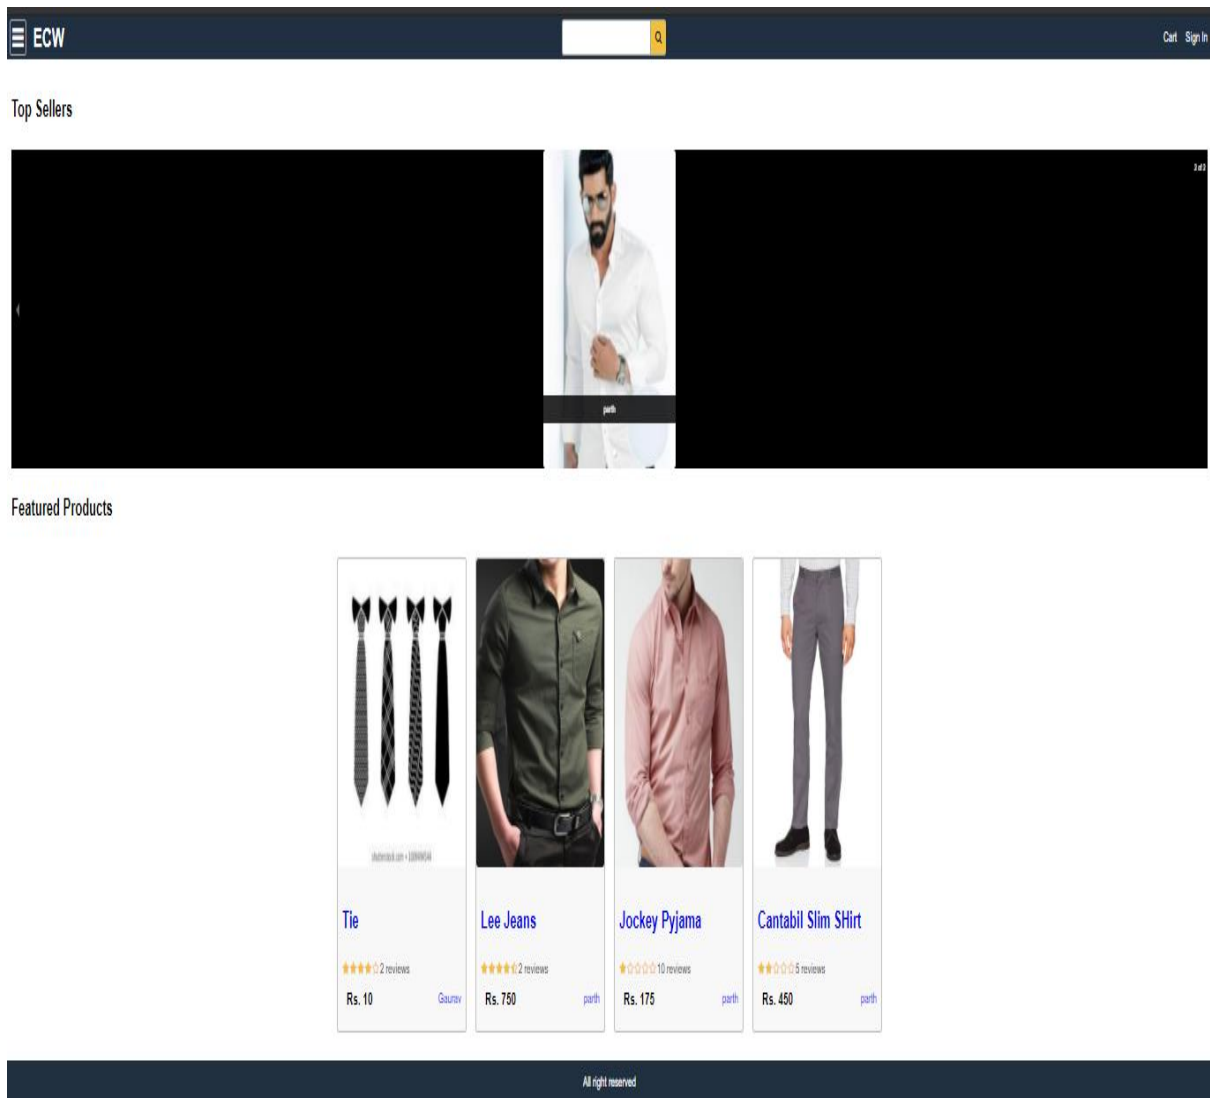 ECW
Cart Sign In
Top Sellers
parth
Featured Products
Tie
2 reviews
Rs. 10 Gaurav
Lee Jeans
2 reviews
Rs. 750 parth
Jockey Pyjama
10 reviews
Rs. 175 parth
Cantabil Slim SHirt
5 reviews
Rs. 450 parth
All right reserved